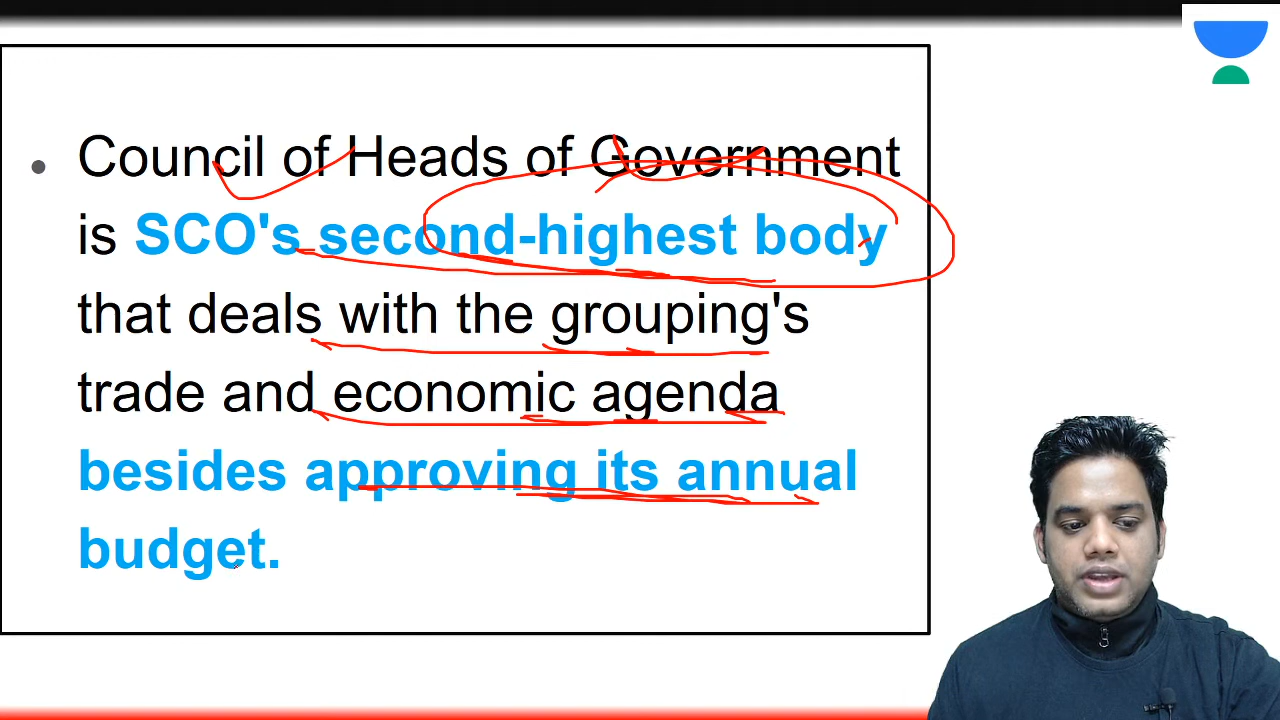 • Council of Heads of Government
is SCO's second-highest body
that deals with the grouping's
trade and economic agenda
besides approving its annual
budget.